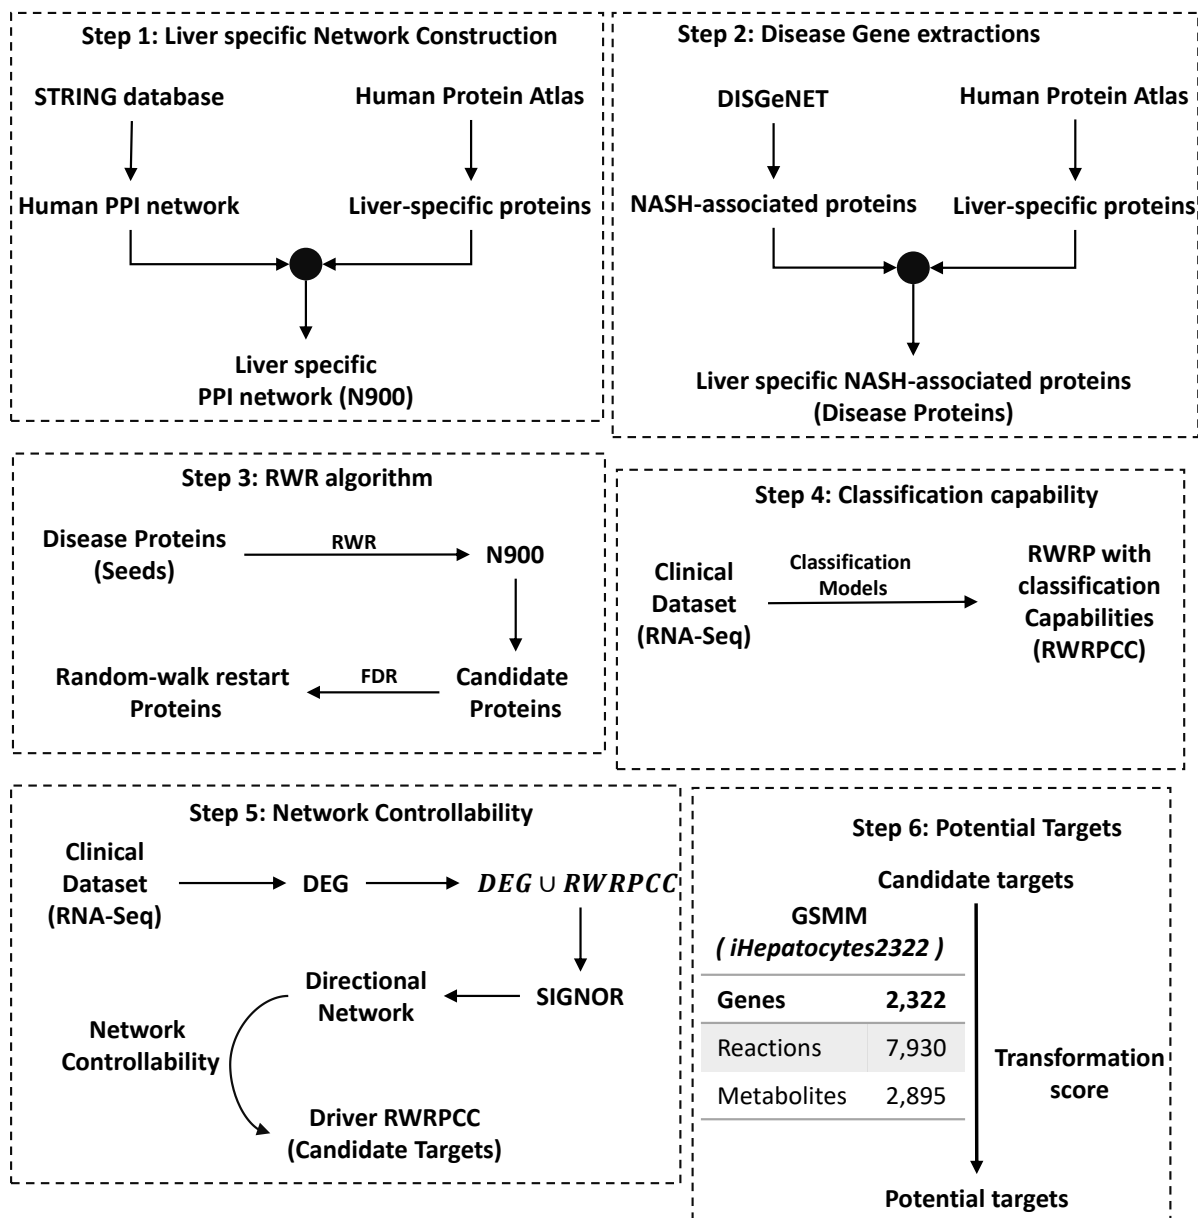 Step 1: Liver specific Network Construction
STRING database
Human Protein Atlas
Human PPI network
Liver-specific proteins
Liver specific
PPI network (N900)
Step 2: Disease Gene extractions
DISGeNET
Human Protein Atlas
NASH-associated proteins
Liver-specific proteins
Liver specific NASH-associated proteins
(Disease Proteins)
Step 3: RWR algorithm
Disease Proteins
(Seeds)
RWR
N900
Random-walk restart
Proteins
FDR
Candidate
Proteins
Step 4: Classification capability
Clinical
Dataset
(RNA-Seq)
Classification
Models
RWRP with
classification
Capabilities
(RWRPCC)
Step 5: Network Controllability
Clinical
Dataset
(RNA-Seq)
DEG
DEG ∪ RWRPCC
Directional
Network
SIGNOR
Network
Controllability
Driver RWRPCC
(Candidate Targets)
Step 6: Potential Targets
Candidate targets
GSMM
( iHepatocytes2322 )
Genes 2,322
Reactions 7,930
Metabolites 2,895
Transformation
score
Potential targets